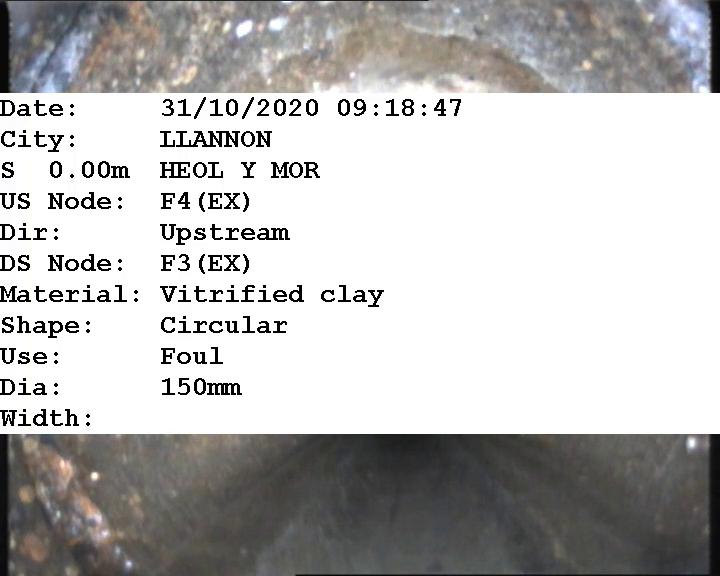 Date: 31/10/2020 09:18:47
City: LLANNON
S 0.00m HEOL Y MOR
US Node: F4(EX)
Dir: Upstream
DS Node: F3(EX)
Material: Vitrified clay
Shape: Circular
Use: Foul
Dia: 150mm
Width: